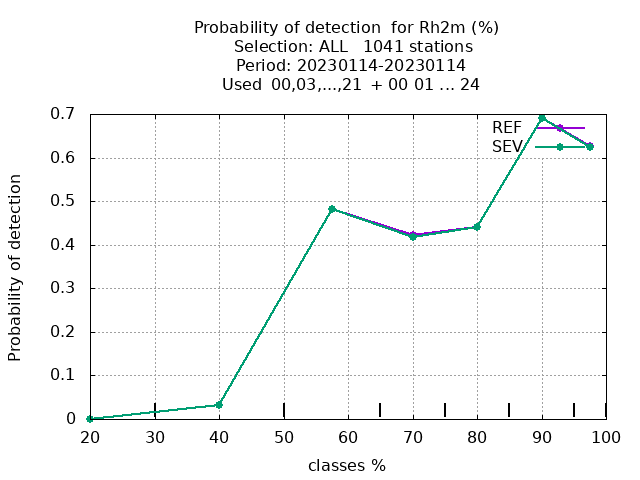 Probability of detection  for Rh2m (%)
Selection: ALL   1041 stations
Period: 20230114-20230114
Used  00,03,...,21  + 00 01 ... 24
REF
SEV
Probability of detection
0.7
0.6
0.5
0.4
0.3
0.2
0.1
0
20 30 40 50 60 70 80 90 100
classes %